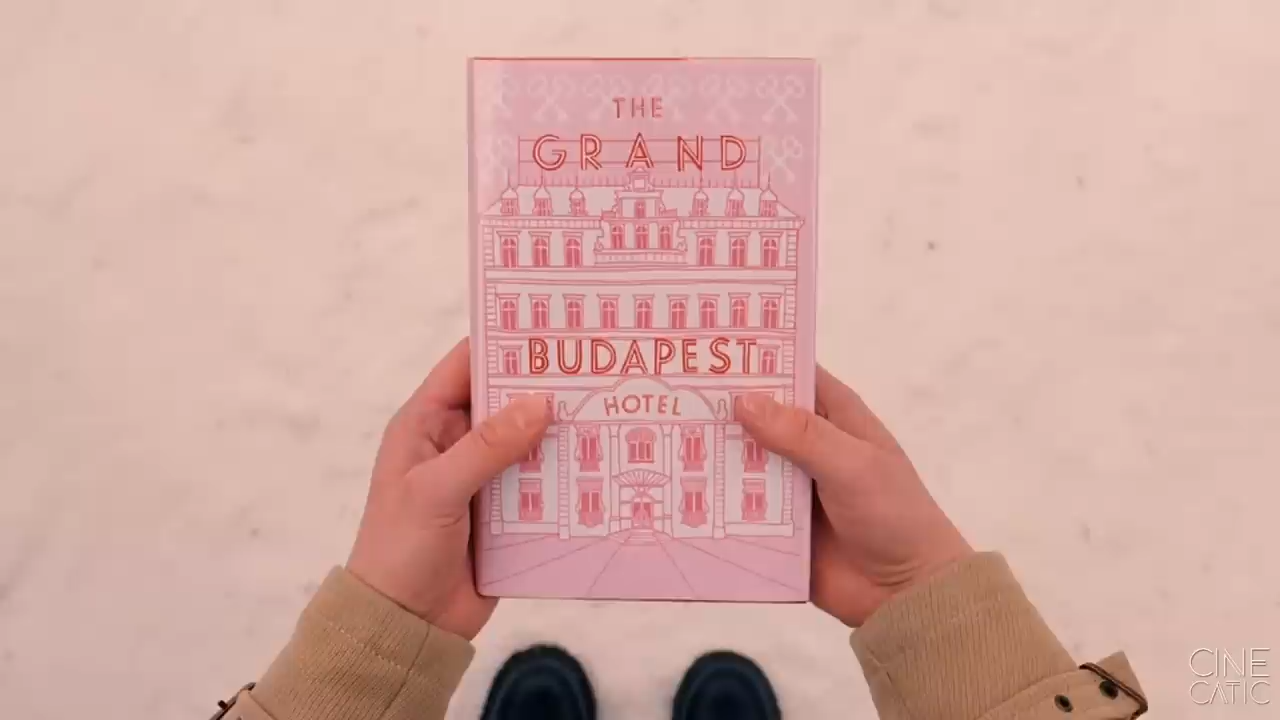 THE
GRAND
BUDAPEST
HOTEL
CINE
CATIC